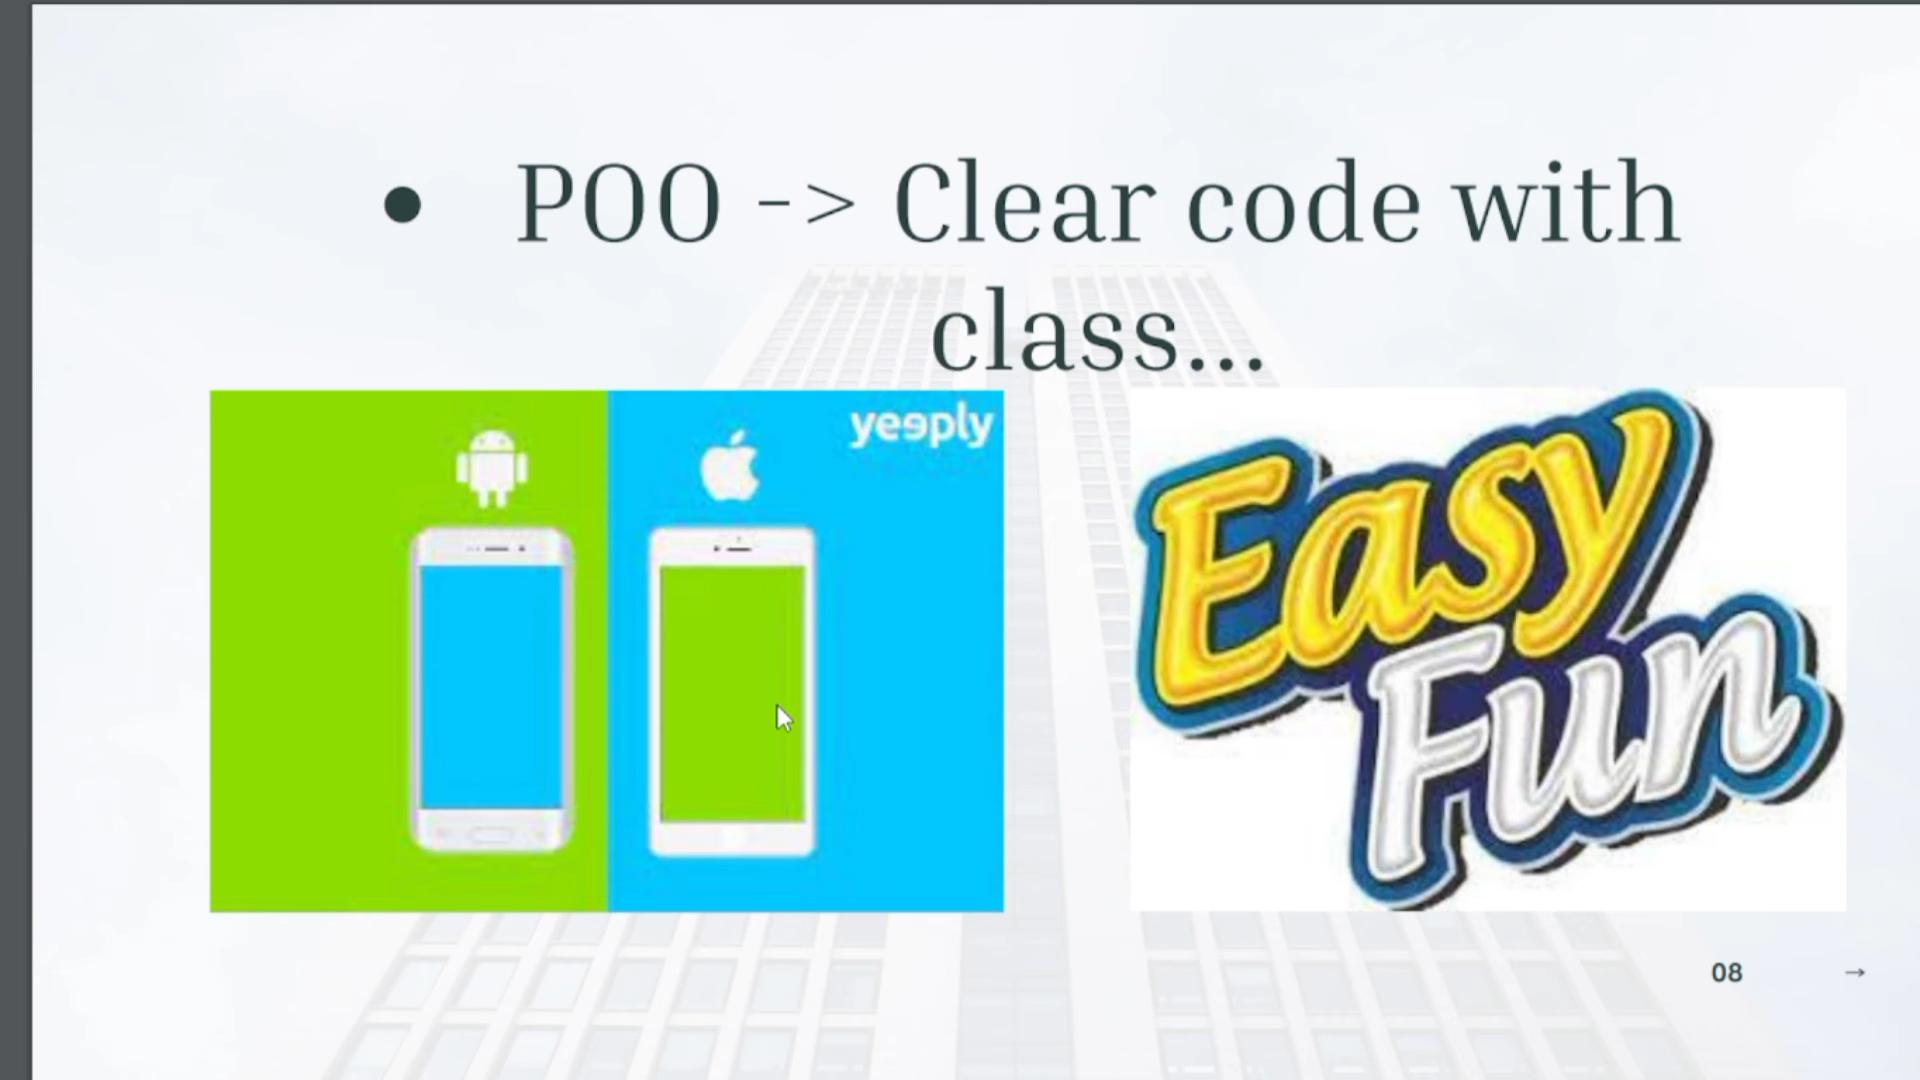 • POO -> Clear code with
class...
yeeply
Easy
Fun
08 →